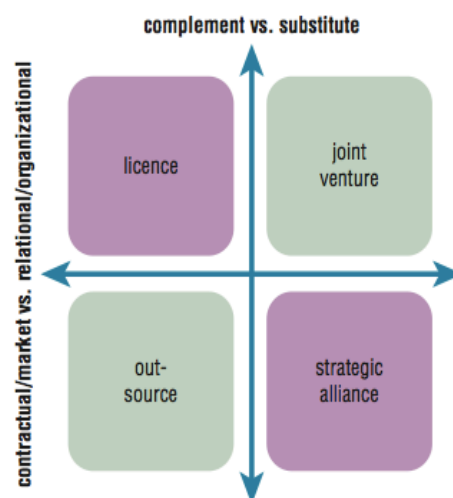 complement vs. substitute
contractual/market vs. relational/organizational
licence
joint
venture
out-
source
strategic
alliance